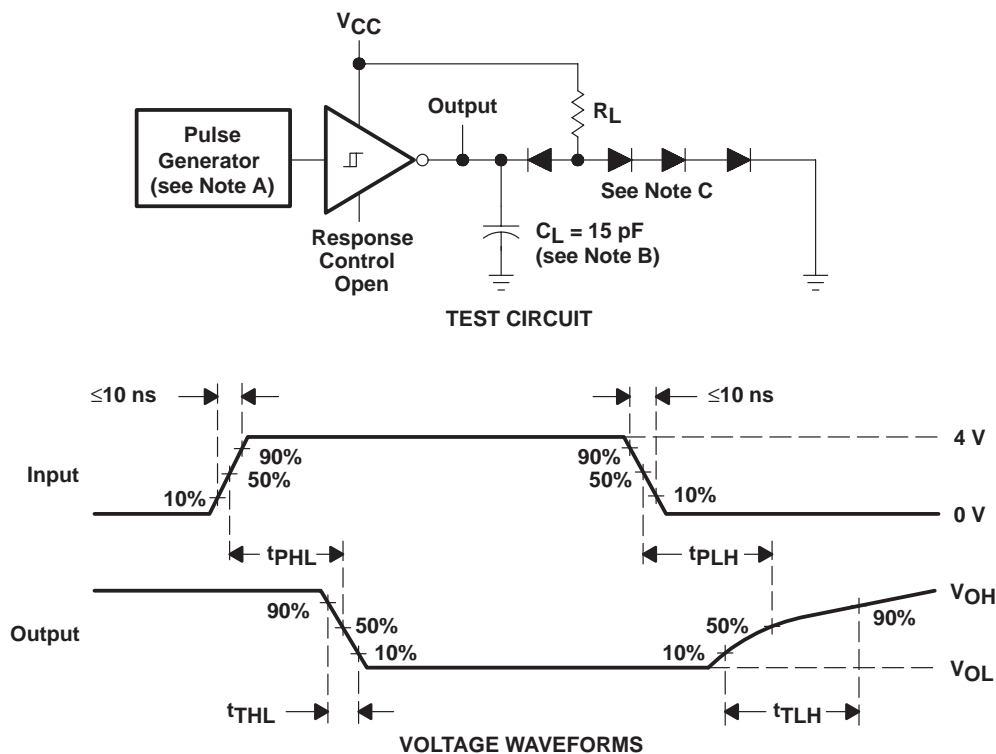 VCC
Pulse
Generator
(see Note A)
Output
RL
See Note C
Response
Control
Open
CL = 15 pF
(see Note B)
TEST CIRCUIT
≤10 ns
≤10 ns
Input
90%
50%
10%
90%
50%
10%
4 V
0 V
tPHL
tPLH
Output
90%
50%
10%
50%
10%
90%
VOH
VOL
tTHL
tTLH
VOLTAGE WAVEFORMS